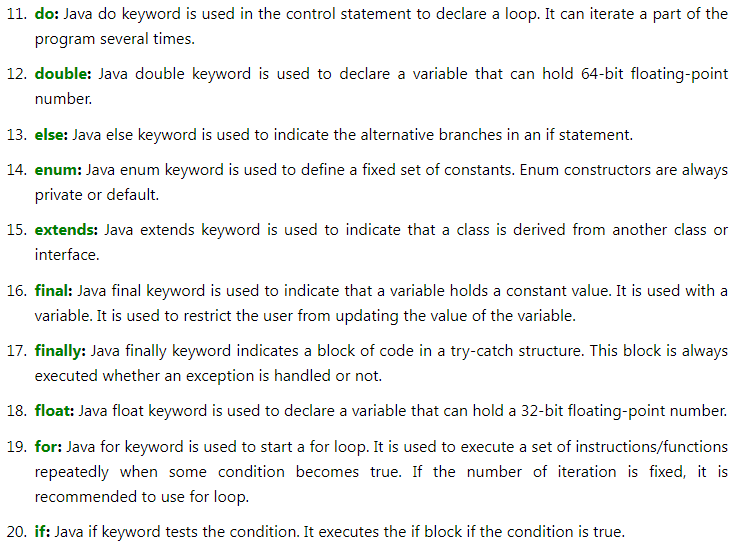 11. do: Java do keyword is used in the control statement to declare a loop. It can iterate a part of the
program several times.
12. double: Java double keyword is used to declare a variable that can hold 64-bit floating-point
number.
13. else: Java else keyword is used to indicate the alternative branches in an if statement.
14. enum: Java enum keyword is used to define a fixed set of constants. Enum constructors are always
private or default.
15. extends: Java extends keyword is used to indicate that a class is derived from another class or
interface.
16. final: Java final keyword is used to indicate that a variable holds a constant value. It is used with a
variable. It is used to restrict the user from updating the value of the variable.
17. finally: Java finally keyword indicates a block of code in a try-catch structure. This block is always
executed whether an exception is handled or not.
18. float: Java float keyword is used to declare a variable that can hold a 32-bit floating-point number.
19. for: Java for keyword is used to start a for loop. It is used to execute a set of instructions/functions
repeatedly when some condition becomes true. If the number of iteration is fixed, it is
recommended to use for loop.
20. if: Java if keyword tests the condition. It executes the if block if the condition is true.